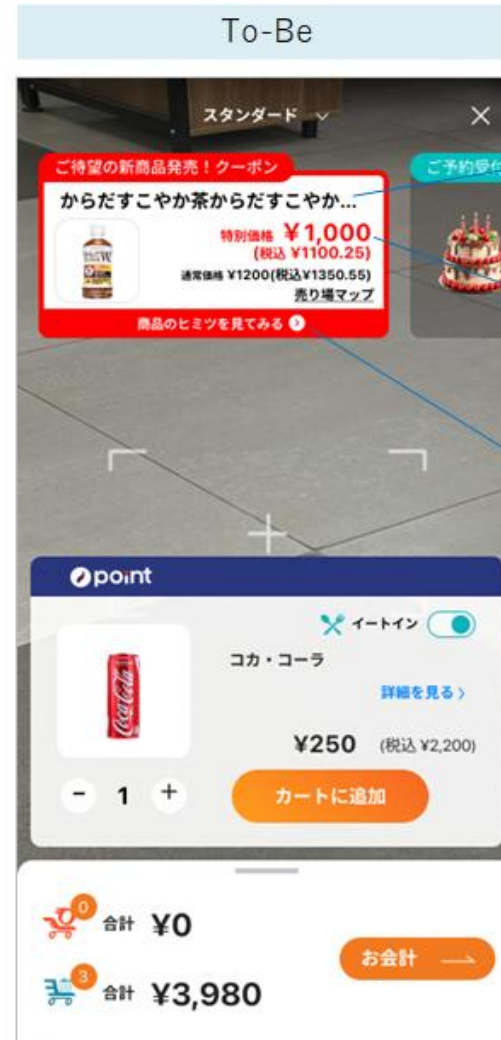 To-Be
スタンダード
ご待望の新商品発売！クーポン
ご予約受付
からだすこやか茶からだすこやか...
特別価格 ¥1,000
(税込 ¥1100.25)
通常価格 ¥1200(税込¥1350.55)
売り場マップ
商品のヒミツを見てみる
point
イートイン
コカ・コーラ
Coca-Cola
詳細を見る
¥250 (税込 ¥2,200)
- 1 +
カートに追加
0
合計 ¥0
お会計
3
合計 ¥3,980